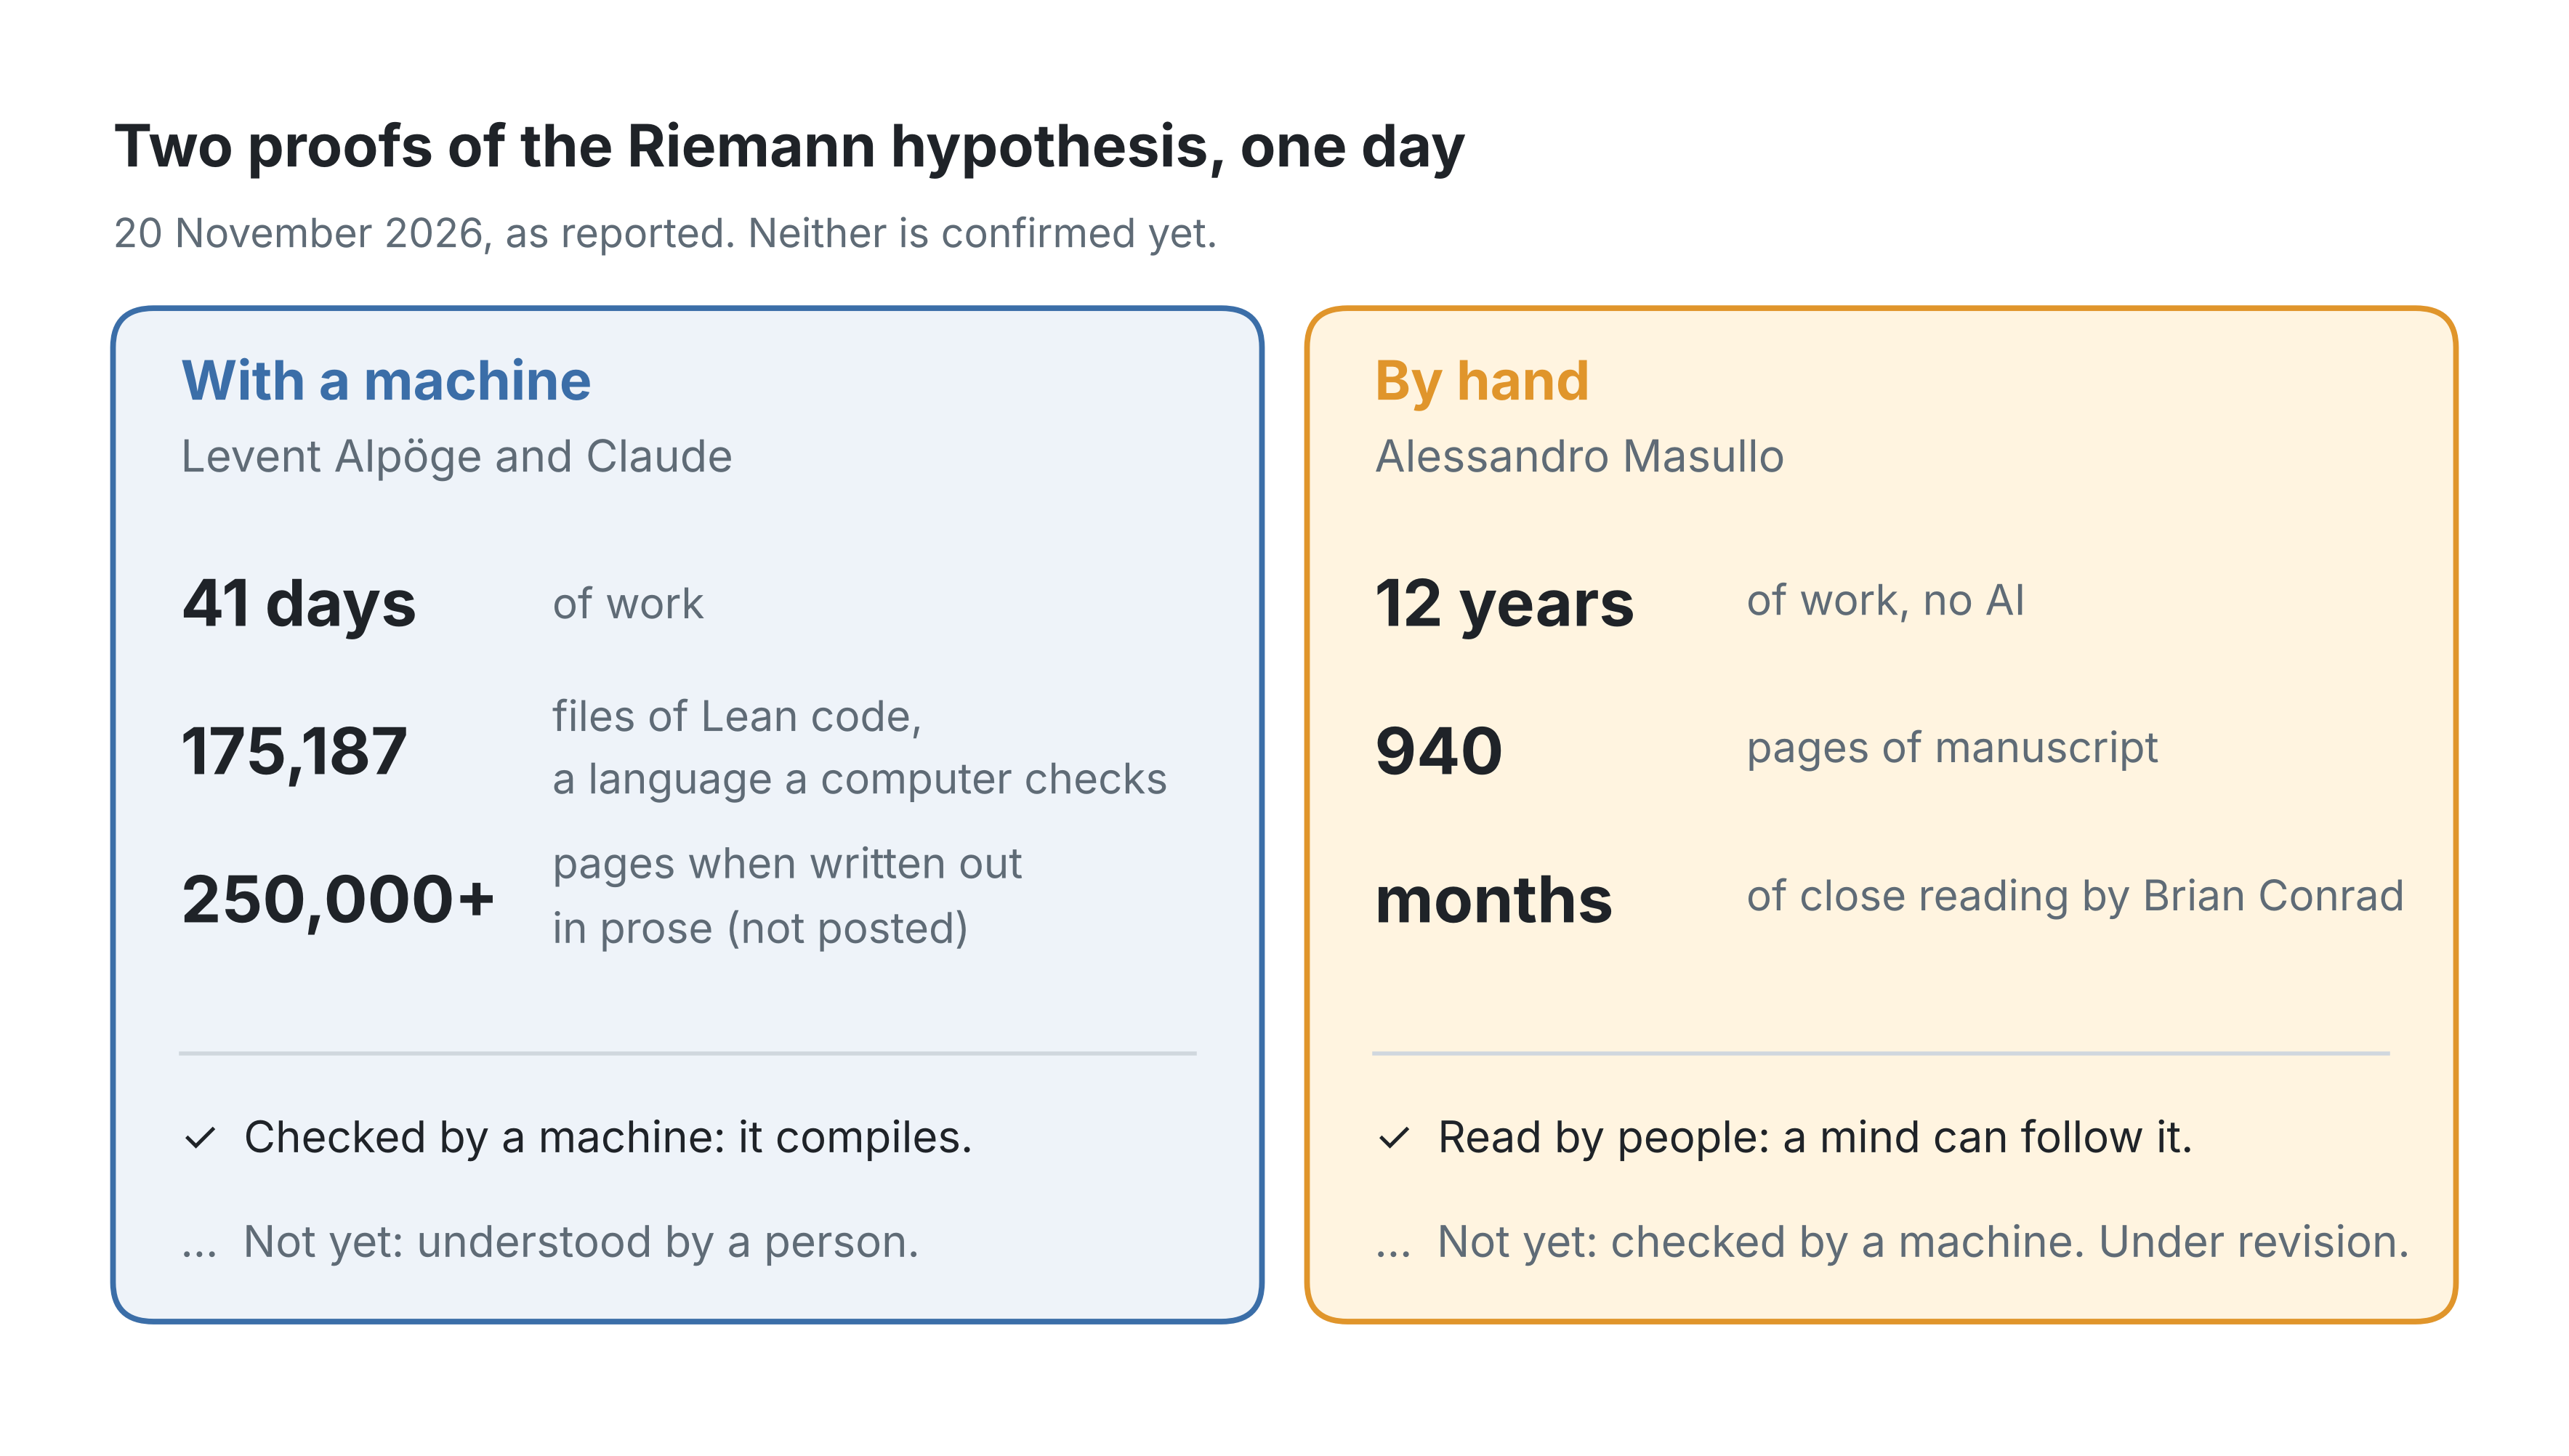 Two proofs of the Riemann hypothesis, one day
20 November 2026, as reported. Neither is confirmed yet.
With a machine
Levent Alpöge and Claude
41 days of work
175,187 files of Lean code,
a language a computer checks
250,000+ pages when written out
in prose (not posted)
✓ Checked by a machine: it compiles.
... Not yet: understood by a person.
By hand
Alessandro Masullo
12 years of work, no AI
940 pages of manuscript
months of close reading by Brian Conrad
✓ Read by people: a mind can follow it.
... Not yet: checked by a machine. Under revision.